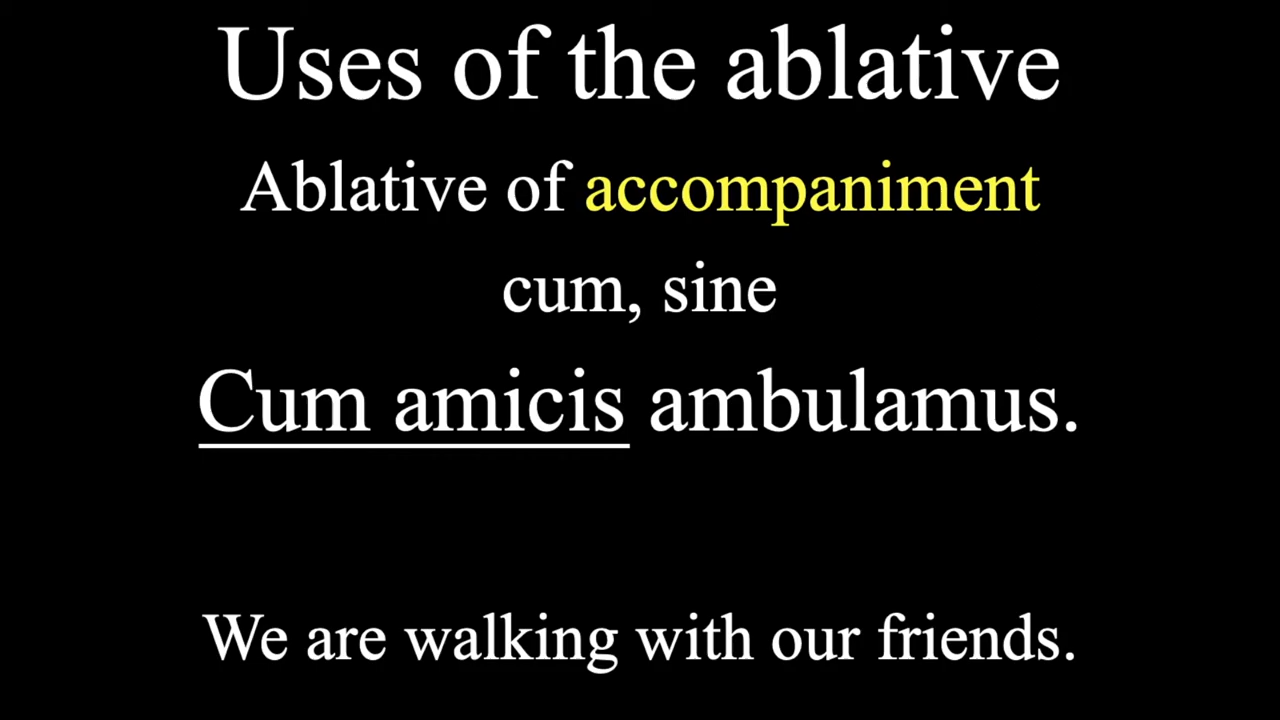 Uses of the ablative
Ablative of accompaniment
cum, sine
Cum amicis ambulamus.
We are walking with our friends.